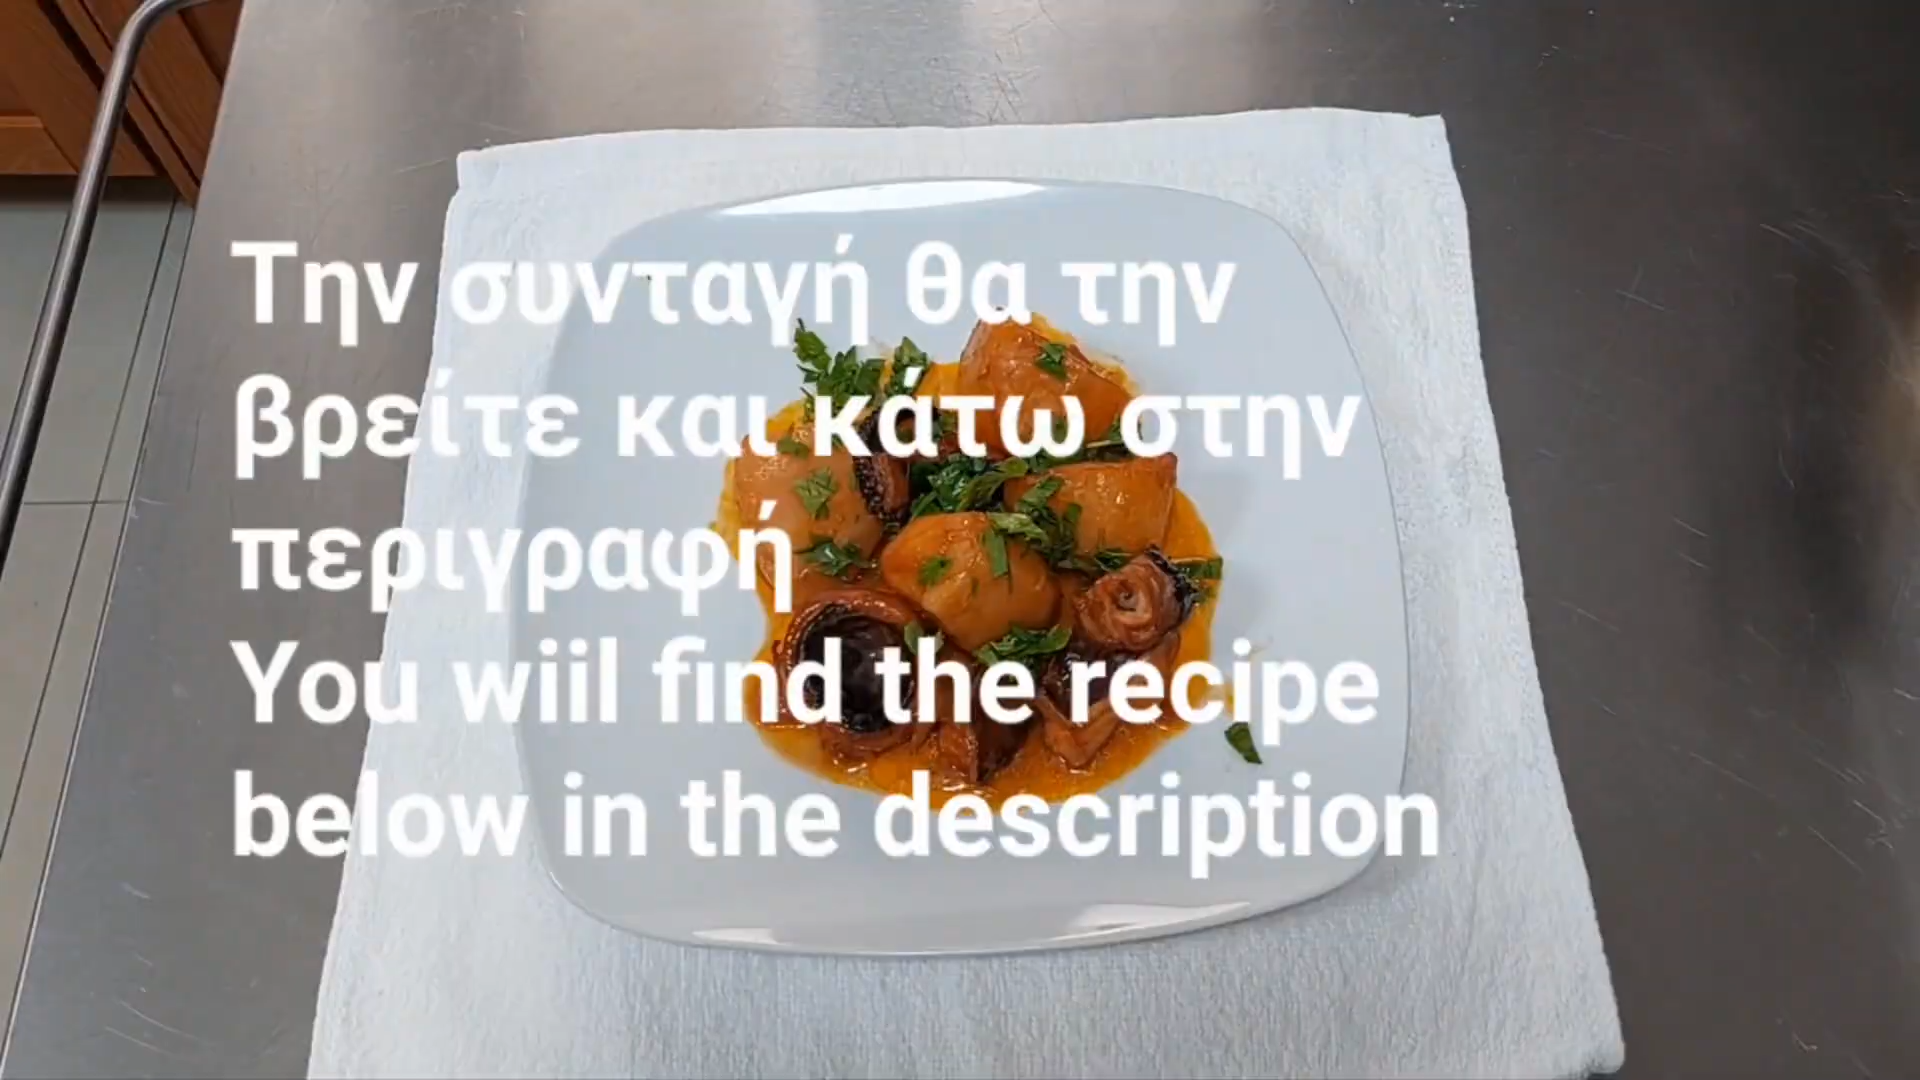 Την συνταγή θα την
βρείτε και κάτω στην
περιγραφή
You wiil find the recipe
below in the description